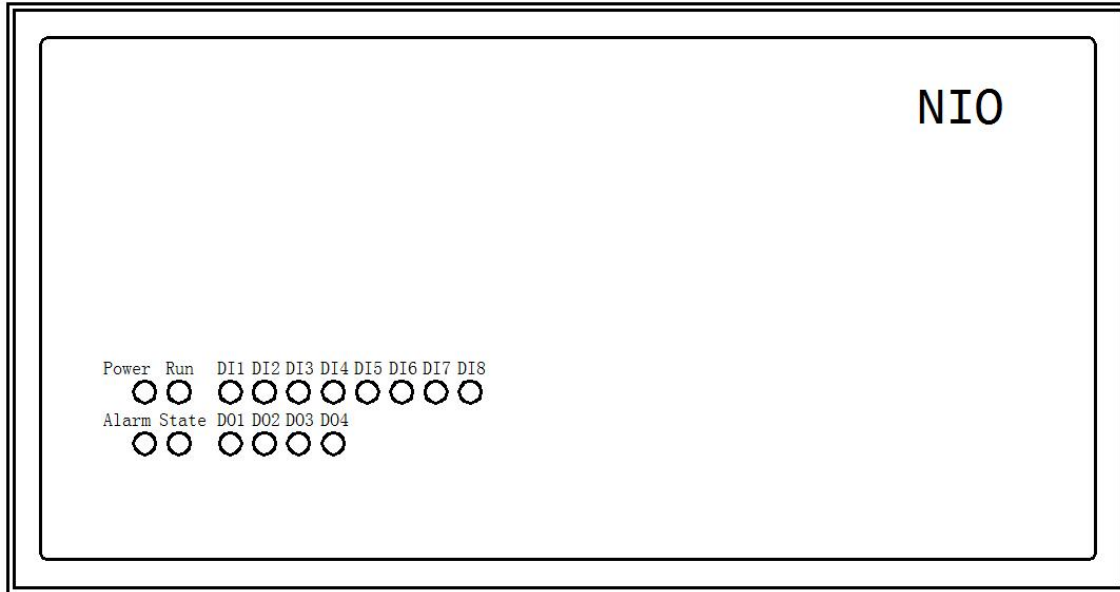 NIO
Power Run DI1 DI2 DI3 DI4 DI5 DI6 DI7 DI8
Alarm State DO1 DO2 DO3 DO4